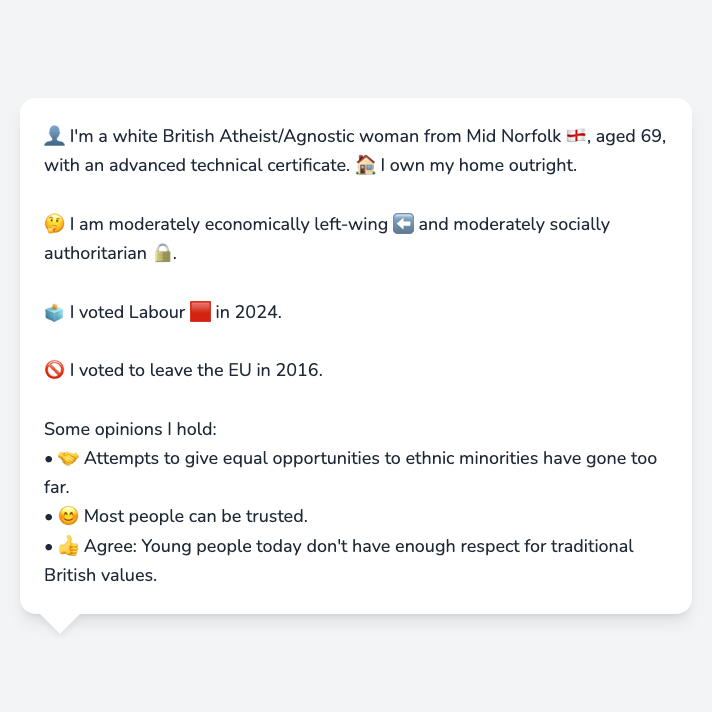 👤 I'm a white British Atheist/Agnostic woman from Mid Norfolk 🏴󠁧󠁢󠁥󠁮󠁧󠁿, aged 69,
with an advanced technical certificate. 🏠 I own my home outright.
🤔 I am moderately economically left-wing ⬅️ and moderately socially
authoritarian 🔒.
🗳️ I voted Labour 🟥 in 2024.
🚫 I voted to leave the EU in 2016.
Some opinions I hold:
• 🤝 Attempts to give equal opportunities to ethnic minorities have gone too
far.
• 😊 Most people can be trusted.
• 👍 Agree: Young people today don't have enough respect for traditional
British values.